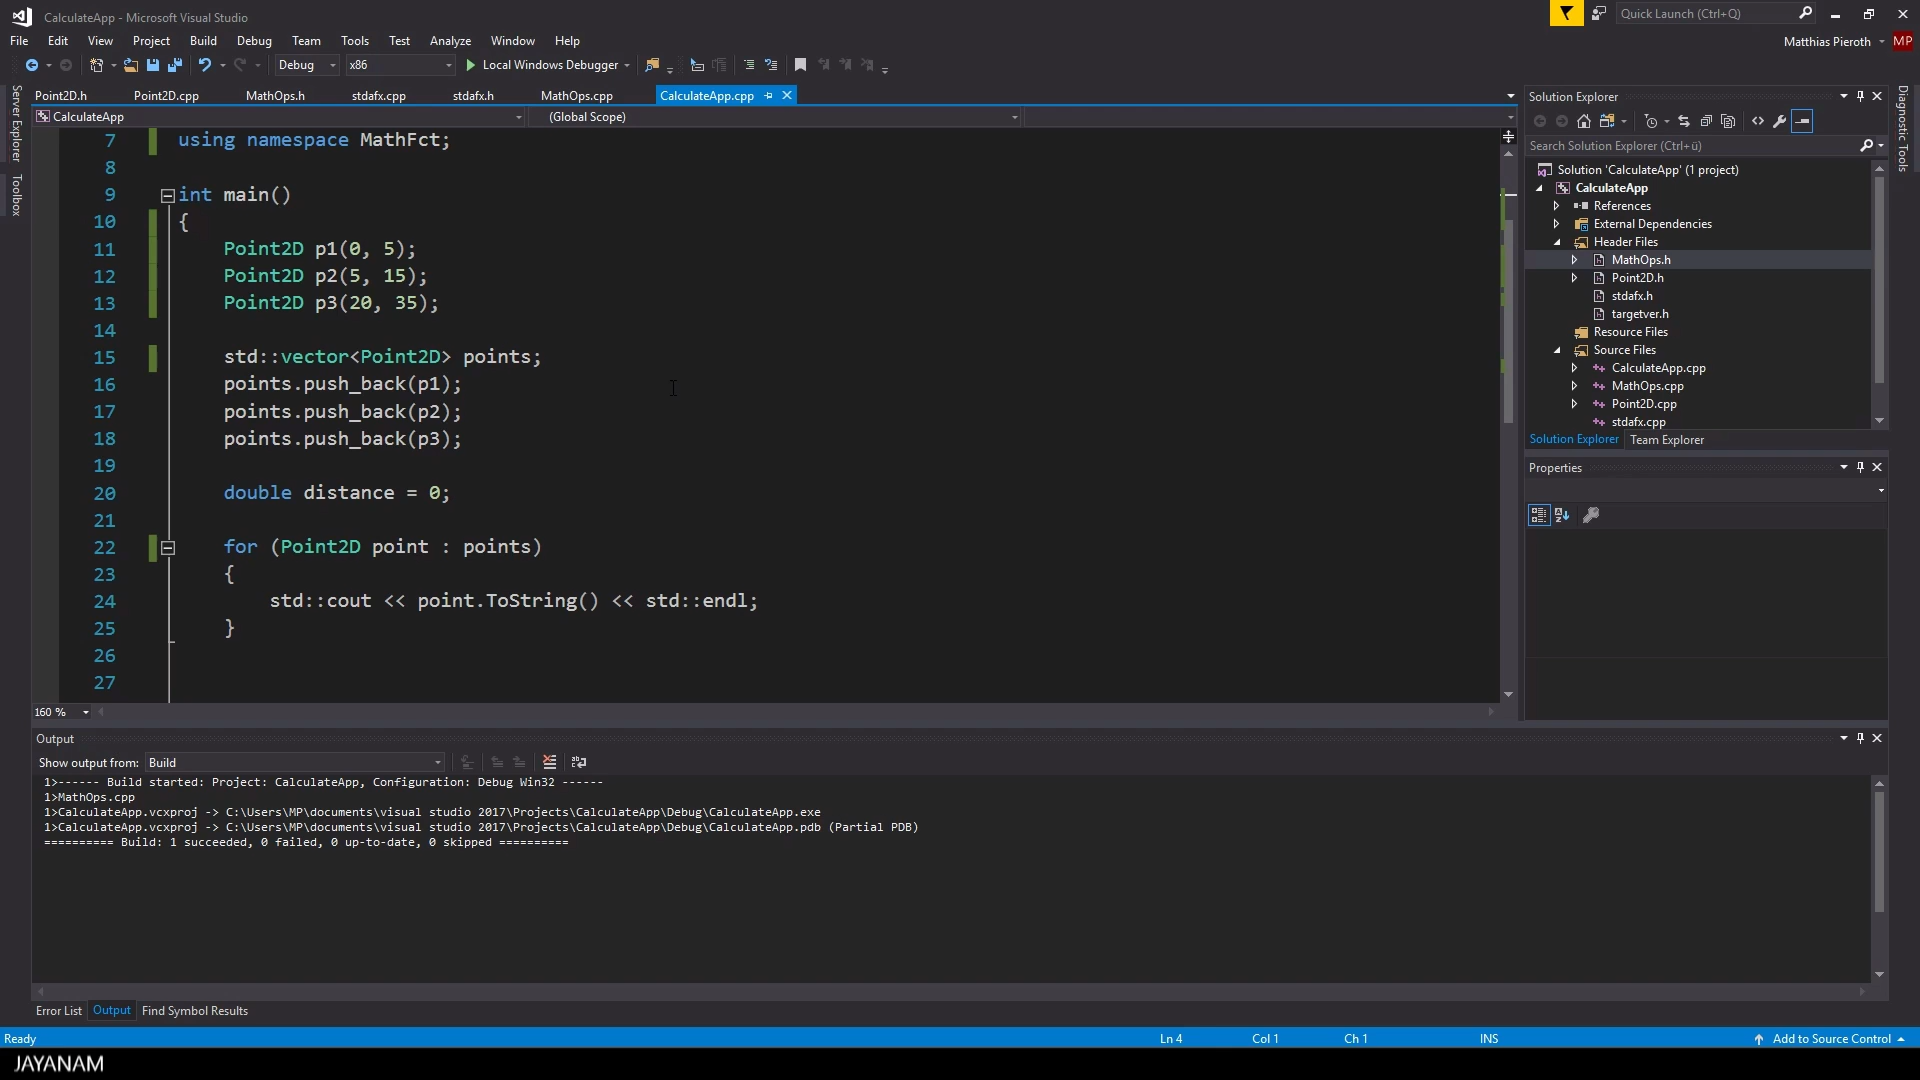 CalculateApp - Microsoft Visual Studio
Quick Launch (Ctrl+Q)
File Edit View Project Build Debug Team Tools Test Analyze Window Help
Matthias Pieroth MP
Debug x86 Local Windows Debugger
Server Explorer
Toolbox
Point2D.h Point2D.cpp MathOps.h stdafx.cpp stdafx.h MathOps.cpp CalculateApp.cpp
CalculateApp (Global Scope)
7 using namespace MathFct;
8
9 int main()
10 {
11 Point2D p1(0, 5);
12 Point2D p2(5, 15);
13 Point2D p3(20, 35);
14
15 std::vector<Point2D> points;
16 points.push_back(p1);
17 points.push_back(p2);
18 points.push_back(p3);
19
20 double distance = 0;
21
22 for (Point2D point : points)
23 {
24 std::cout << point.ToString() << std::endl;
25 }
26
27
160 %
Solution Explorer
Search Solution Explorer (Ctrl+ü)
Solution 'CalculateApp' (1 project)
CalculateApp
References
External Dependencies
Header Files
MathOps.h
Point2D.h
stdafx.h
targetver.h
Resource Files
Source Files
CalculateApp.cpp
MathOps.cpp
Point2D.cpp
stdafx.cpp
Solution Explorer Team Explorer
Properties
Diagnostic Tools
Output
Show output from: Build
1>------ Build started: Project: CalculateApp, Configuration: Debug Win32 ------
1>MathOps.cpp
1>CalculateApp.vcxproj -> C:\Users\MP\documents\visual studio 2017\Projects\CalculateApp\Debug\CalculateApp.exe
1>CalculateApp.vcxproj -> C:\Users\MP\documents\visual studio 2017\Projects\CalculateApp\Debug\CalculateApp.pdb (Partial PDB)
========== Build: 1 succeeded, 0 failed, 0 up-to-date, 0 skipped ==========
Error List Output Find Symbol Results
Ready Ln 4 Col 1 Ch 1 INS Add to Source Control
JAYANAM